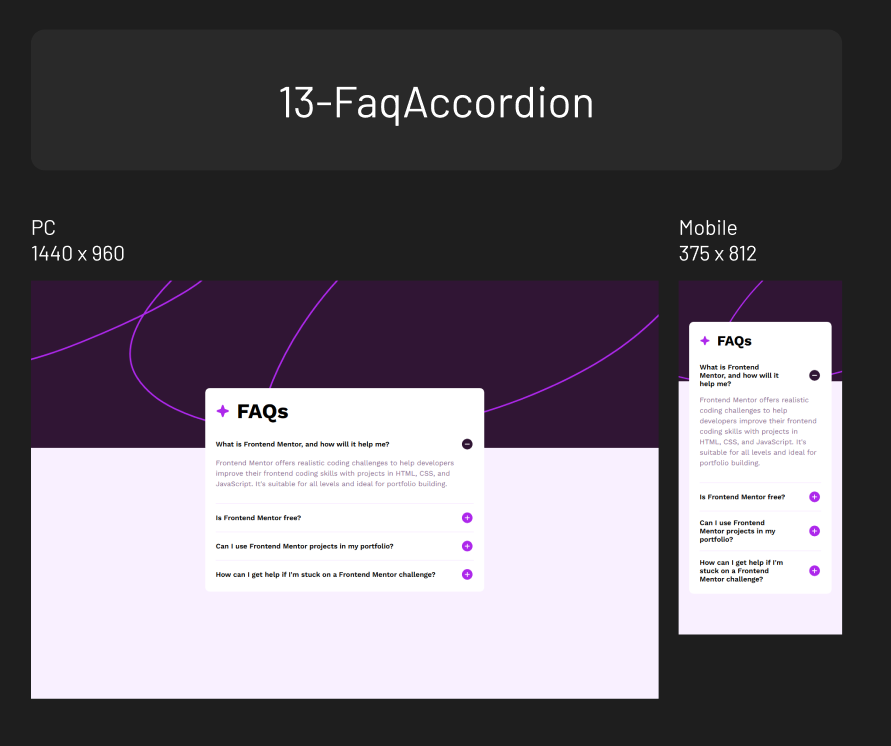 13-FaqAccordion
PC
1440 x 960
Mobile
375 x 812
FAQs
What is Frontend Mentor, and how will it help me?
Frontend Mentor offers realistic coding challenges to help developers
improve their frontend coding skills with projects in HTML, CSS, and
JavaScript. It's suitable for all levels and ideal for portfolio building.
Is Frontend Mentor free?
Can I use Frontend Mentor projects in my portfolio?
How can I get help if I'm stuck on a Frontend Mentor challenge?
FAQs
What is Frontend
Mentor, and how will it
help me?
Frontend Mentor offers realistic
coding challenges to help
developers improve their frontend
coding skills with projects in
HTML, CSS, and JavaScript. It's
suitable for all levels and ideal for
portfolio building.
Is Frontend Mentor free?
Can I use Frontend
Mentor projects in my
portfolio?
How can I get help if I'm
stuck on a Frontend
Mentor challenge?